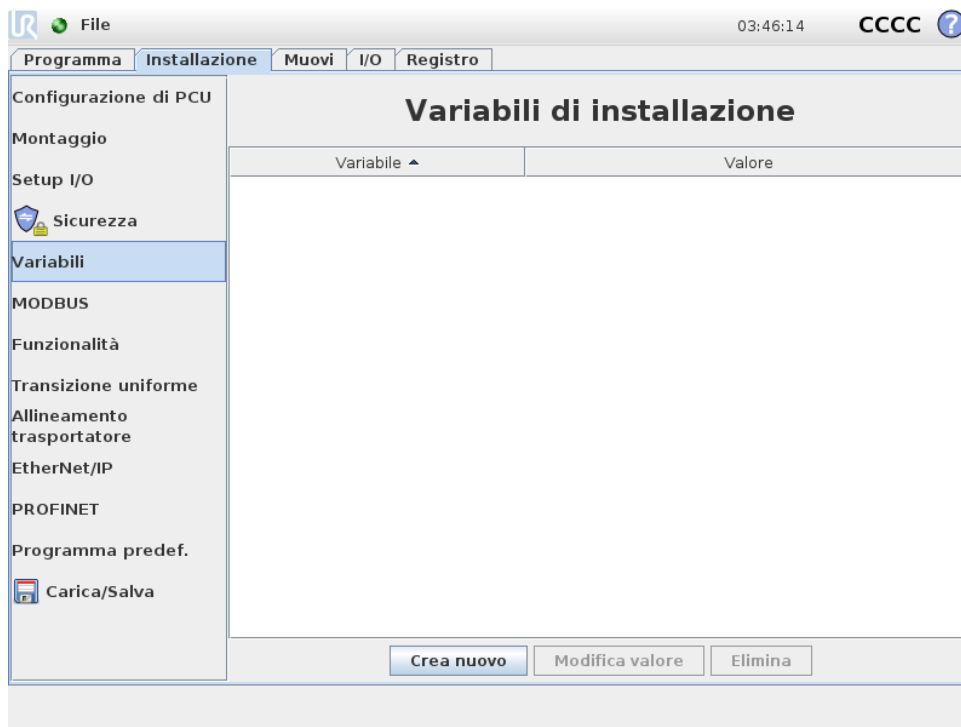 UR File 03:46:14 CCCC ?
Programma Installazione Muovi I/O Registro
Configurazione di PCU
Montaggio
Setup I/O
Sicurezza
Variabili
MODBUS
Funzionalità
Transizione uniforme
Allineamento
trasportatore
EtherNet/IP
PROFINET
Programma predef.
Carica/Salva
Variabili di installazione
Variabile Valore
Crea nuovo Modifica valore Elimina